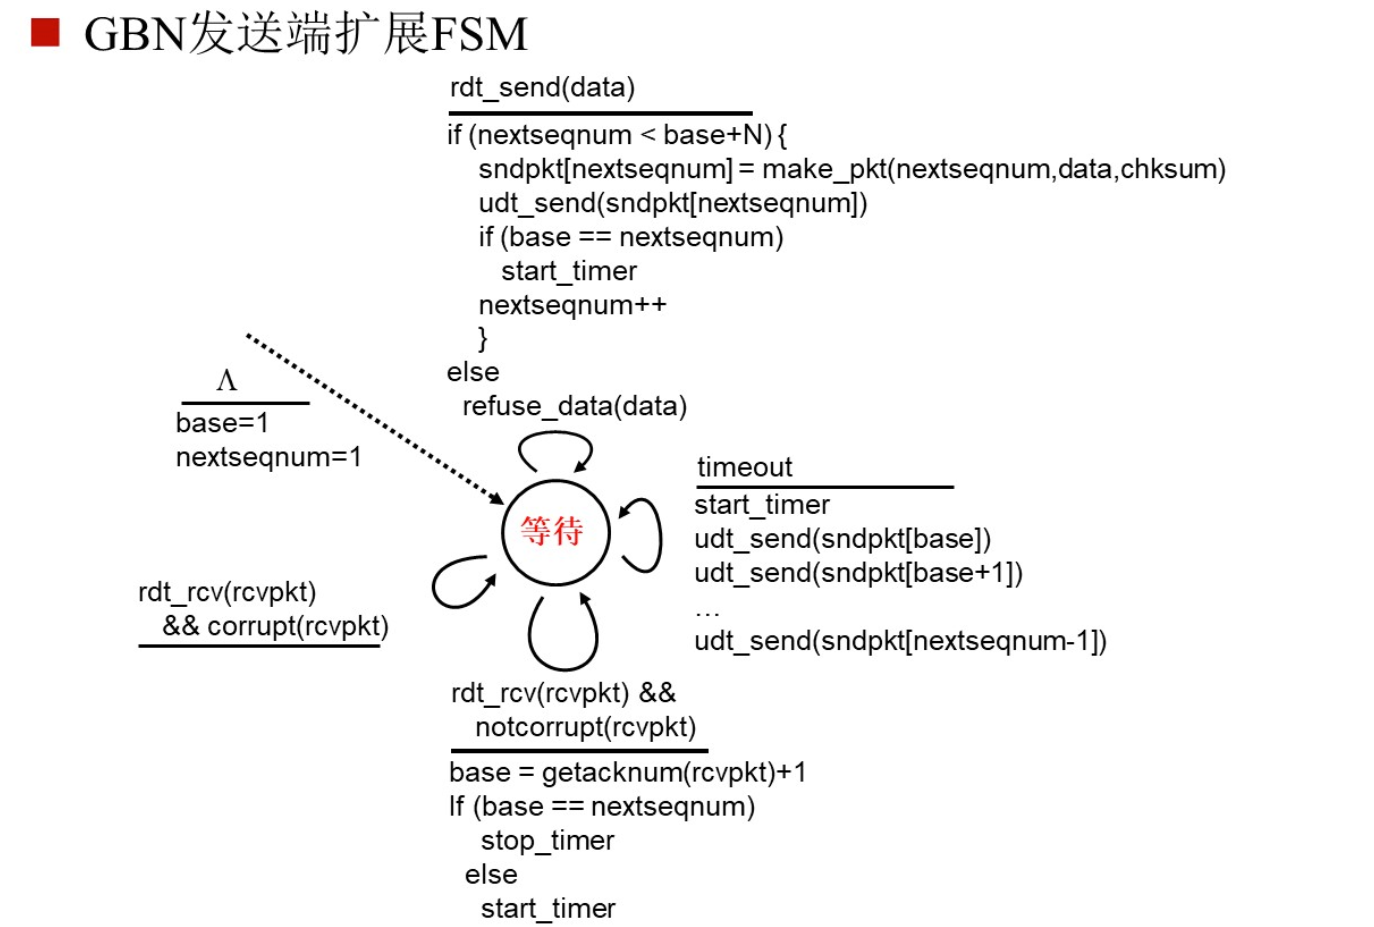 GBN发送端扩展FSM
rdt_send(data)
if (nextseqnum < base+N) {
sndpkt[nextseqnum] = make_pkt(nextseqnum,data,chksum)
udt_send(sndpkt[nextseqnum])
if (base == nextseqnum)
start_timer
nextseqnum++
}
else
refuse_data(data)
Λ
base=1
nextseqnum=1
等待
timeout
start_timer
udt_send(sndpkt[base])
udt_send(sndpkt[base+1])
…
udt_send(sndpkt[nextseqnum-1])
rdt_rcv(rcvpkt)
&& corrupt(rcvpkt)
rdt_rcv(rcvpkt) &&
notcorrupt(rcvpkt)
base = getacknum(rcvpkt)+1
If (base == nextseqnum)
stop_timer
else
start_timer